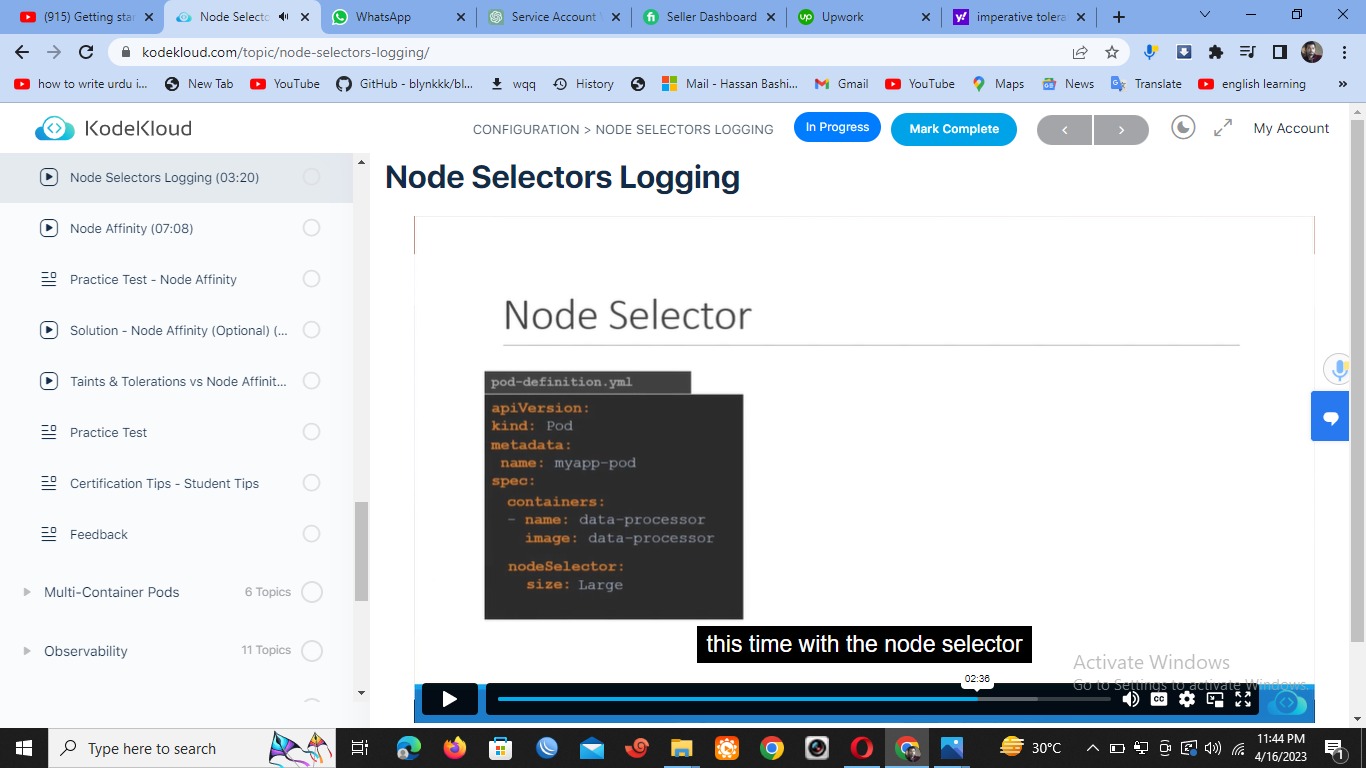 (915) Getting star
Node Selecto
WhatsApp
Service Account
Seller Dashboard
Upwork
imperative tolera
kodekloud.com/topic/node-selectors-logging/
how to write urdu i...
New Tab
YouTube
GitHub - blynkkk/bl...
wqq
History
Mail - Hassan Bashi...
Gmail
YouTube
Maps
News
Translate
english learning
»
KodeKloud
CONFIGURATION > NODE SELECTORS LOGGING
In Progress
Mark Complete
<
>
My Account
Node Selectors Logging (03:20)
Node Affinity (07:08)
Practice Test - Node Affinity
Solution - Node Affinity (Optional) (...
Taints & Tolerations vs Node Affinit...
Practice Test
Certification Tips - Student Tips
Feedback
Multi-Container Pods
6 Topics
Observability
11 Topics
Node Selectors Logging
Node Selector
pod-definition.yml
apiVersion:
kind: Pod
metadata:
name: myapp-pod
spec:
containers:
- name: data-processor
image: data-processor
nodeSelector:
size: Large
this time with the node selector
Activate Windows
Go to Settings to activate Windows.
02:36
CC
Type here to search
30°C
11:44 PM
4/16/2023
1